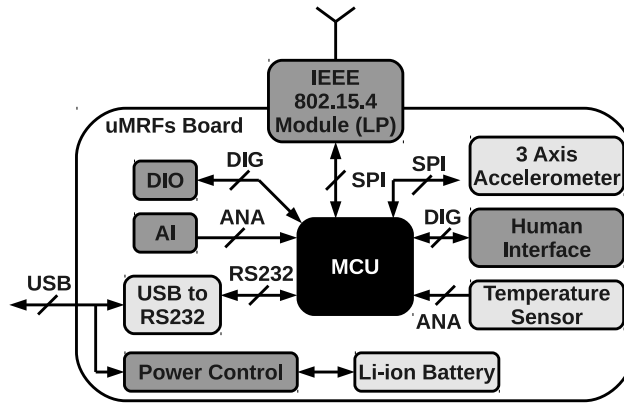 IEEE
802.15.4
Module (LP)
uMRFs Board
DIG
SPI
SPI
3 Axis
Accelerometer
DIO
ANA
AI
DIG
Human
Interface
MCU
USB
RS232
USB to
RS232
ANA
Temperature
Sensor
Power Control
Li-ion Battery